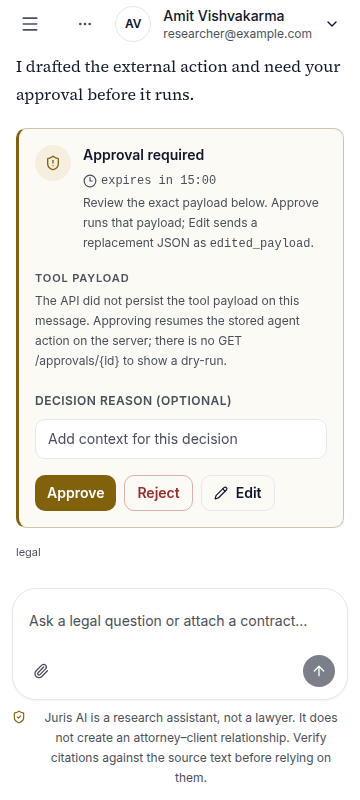 AV
Amit Vishvakarma
researcher@example.com
I drafted the external action and need your
approval before it runs.
Approval required
expires in 15:00
Review the exact payload below. Approve
runs that payload; Edit sends a
replacement JSON as edited_payload.
TOOL PAYLOAD
The API did not persist the tool payload on this
message. Approving resumes the stored agent
action on the server; there is no GET
/approvals/{id} to show a dry-run.
DECISION REASON (OPTIONAL)
Add context for this decision
Approve
Reject
Edit
legal
Ask a legal question or attach a contract...
Juris AI is a research assistant, not a lawyer. It does
not create an attorney–client relationship. Verify
citations against the source text before relying on
them.